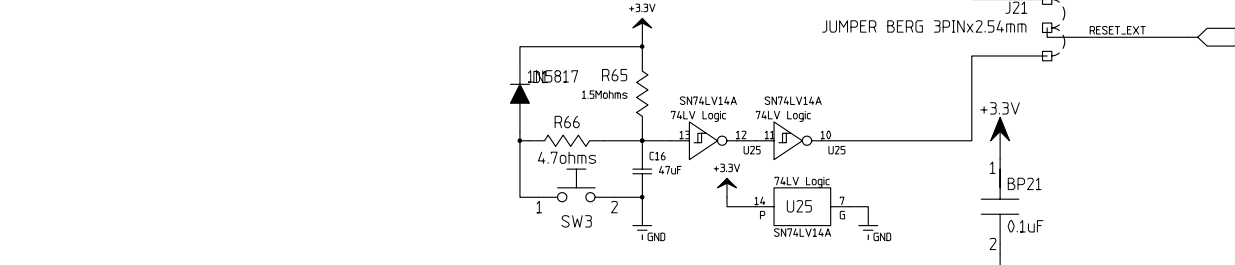 +3.3V
J21
JUMPER BERG 3PINx2.54mm
RESET_EXT
1N5817
R65
1.5Mohms
SN74LV14A
74LV Logic
SN74LV14A
74LV Logic
+3.3V
R66
4.7ohms
13
12
U25
11
10
U25
C16
47uF
+3.3V
1
BP21
0.1uF
2
74LV Logic
14
P
U25
7
G
SN74LV14A
1
2
SW3
GND
GND